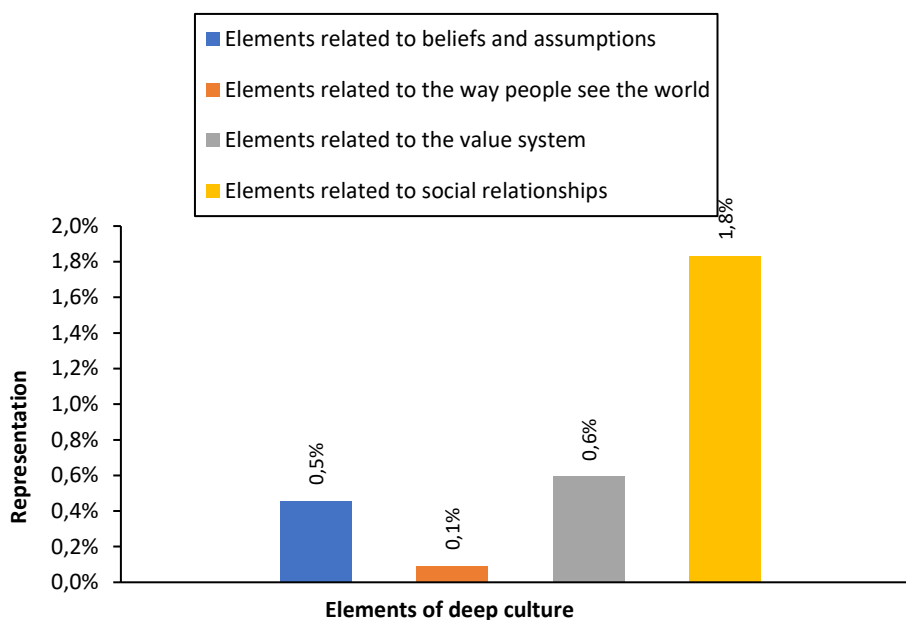 Elements related to beliefs and assumptions
Elements related to the way people see the world
Elements related to the value system
Elements related to social relationships
2,0%
1,8%
1,6%
1,4%
1,2%
1,0%
0,8%
0,6%
0,4%
0,2%
0,0%
Representation
0,5%
0,1%
0,6%
1,8%
Elements of deep culture